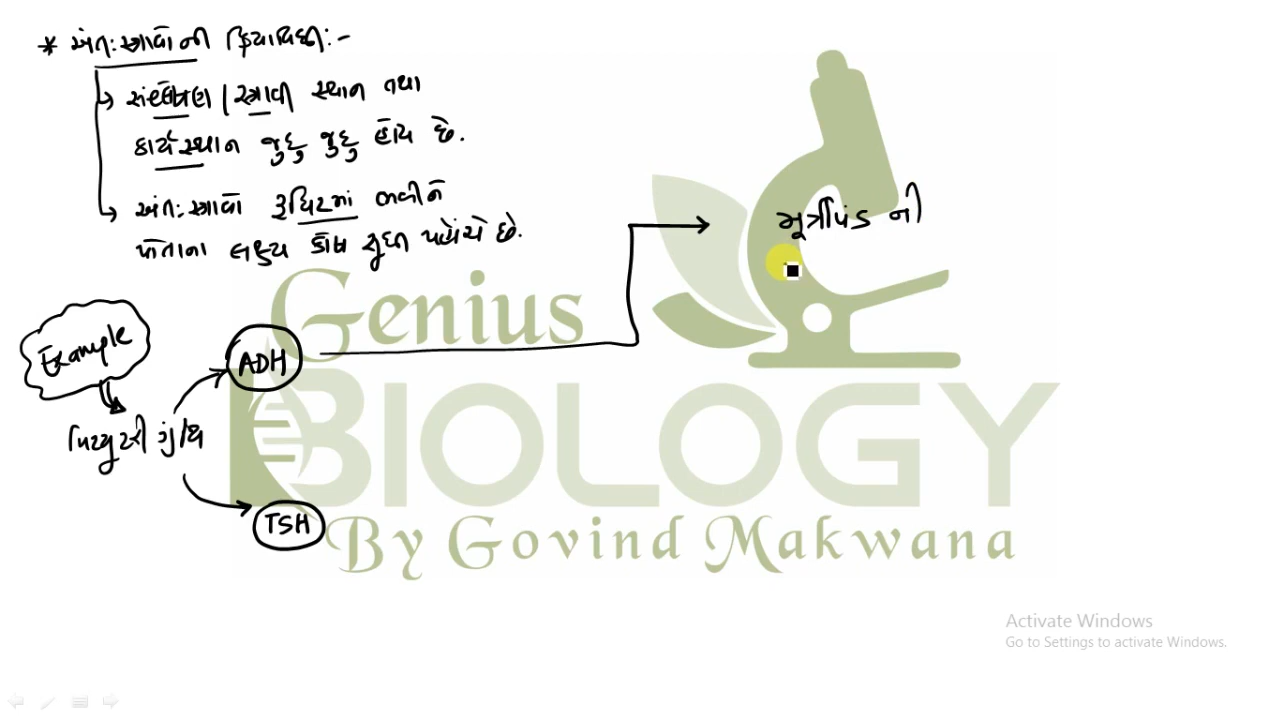 * અંતઃસ્ત્રાવોની ક્રિયાવિધી:-
→ સંશ્લેષણ / સ્ત્રાવી સ્થાન તથા
કાર્યસ્થાન જુદુ જુદુ હોય છે.
→ અંતઃસ્ત્રાવો રૂધિરમાં ભળીને
પોતાના લક્ષ્ય કોષ સુધી પહોંચે છે.
મૂત્રપિંડ ની
Example
ADH
પિટ્યુટરી ગ્રંથિ
TSH
Genius
BIOLOGY
By Govind Makwana
Activate Windows
Go to Settings to activate Windows.